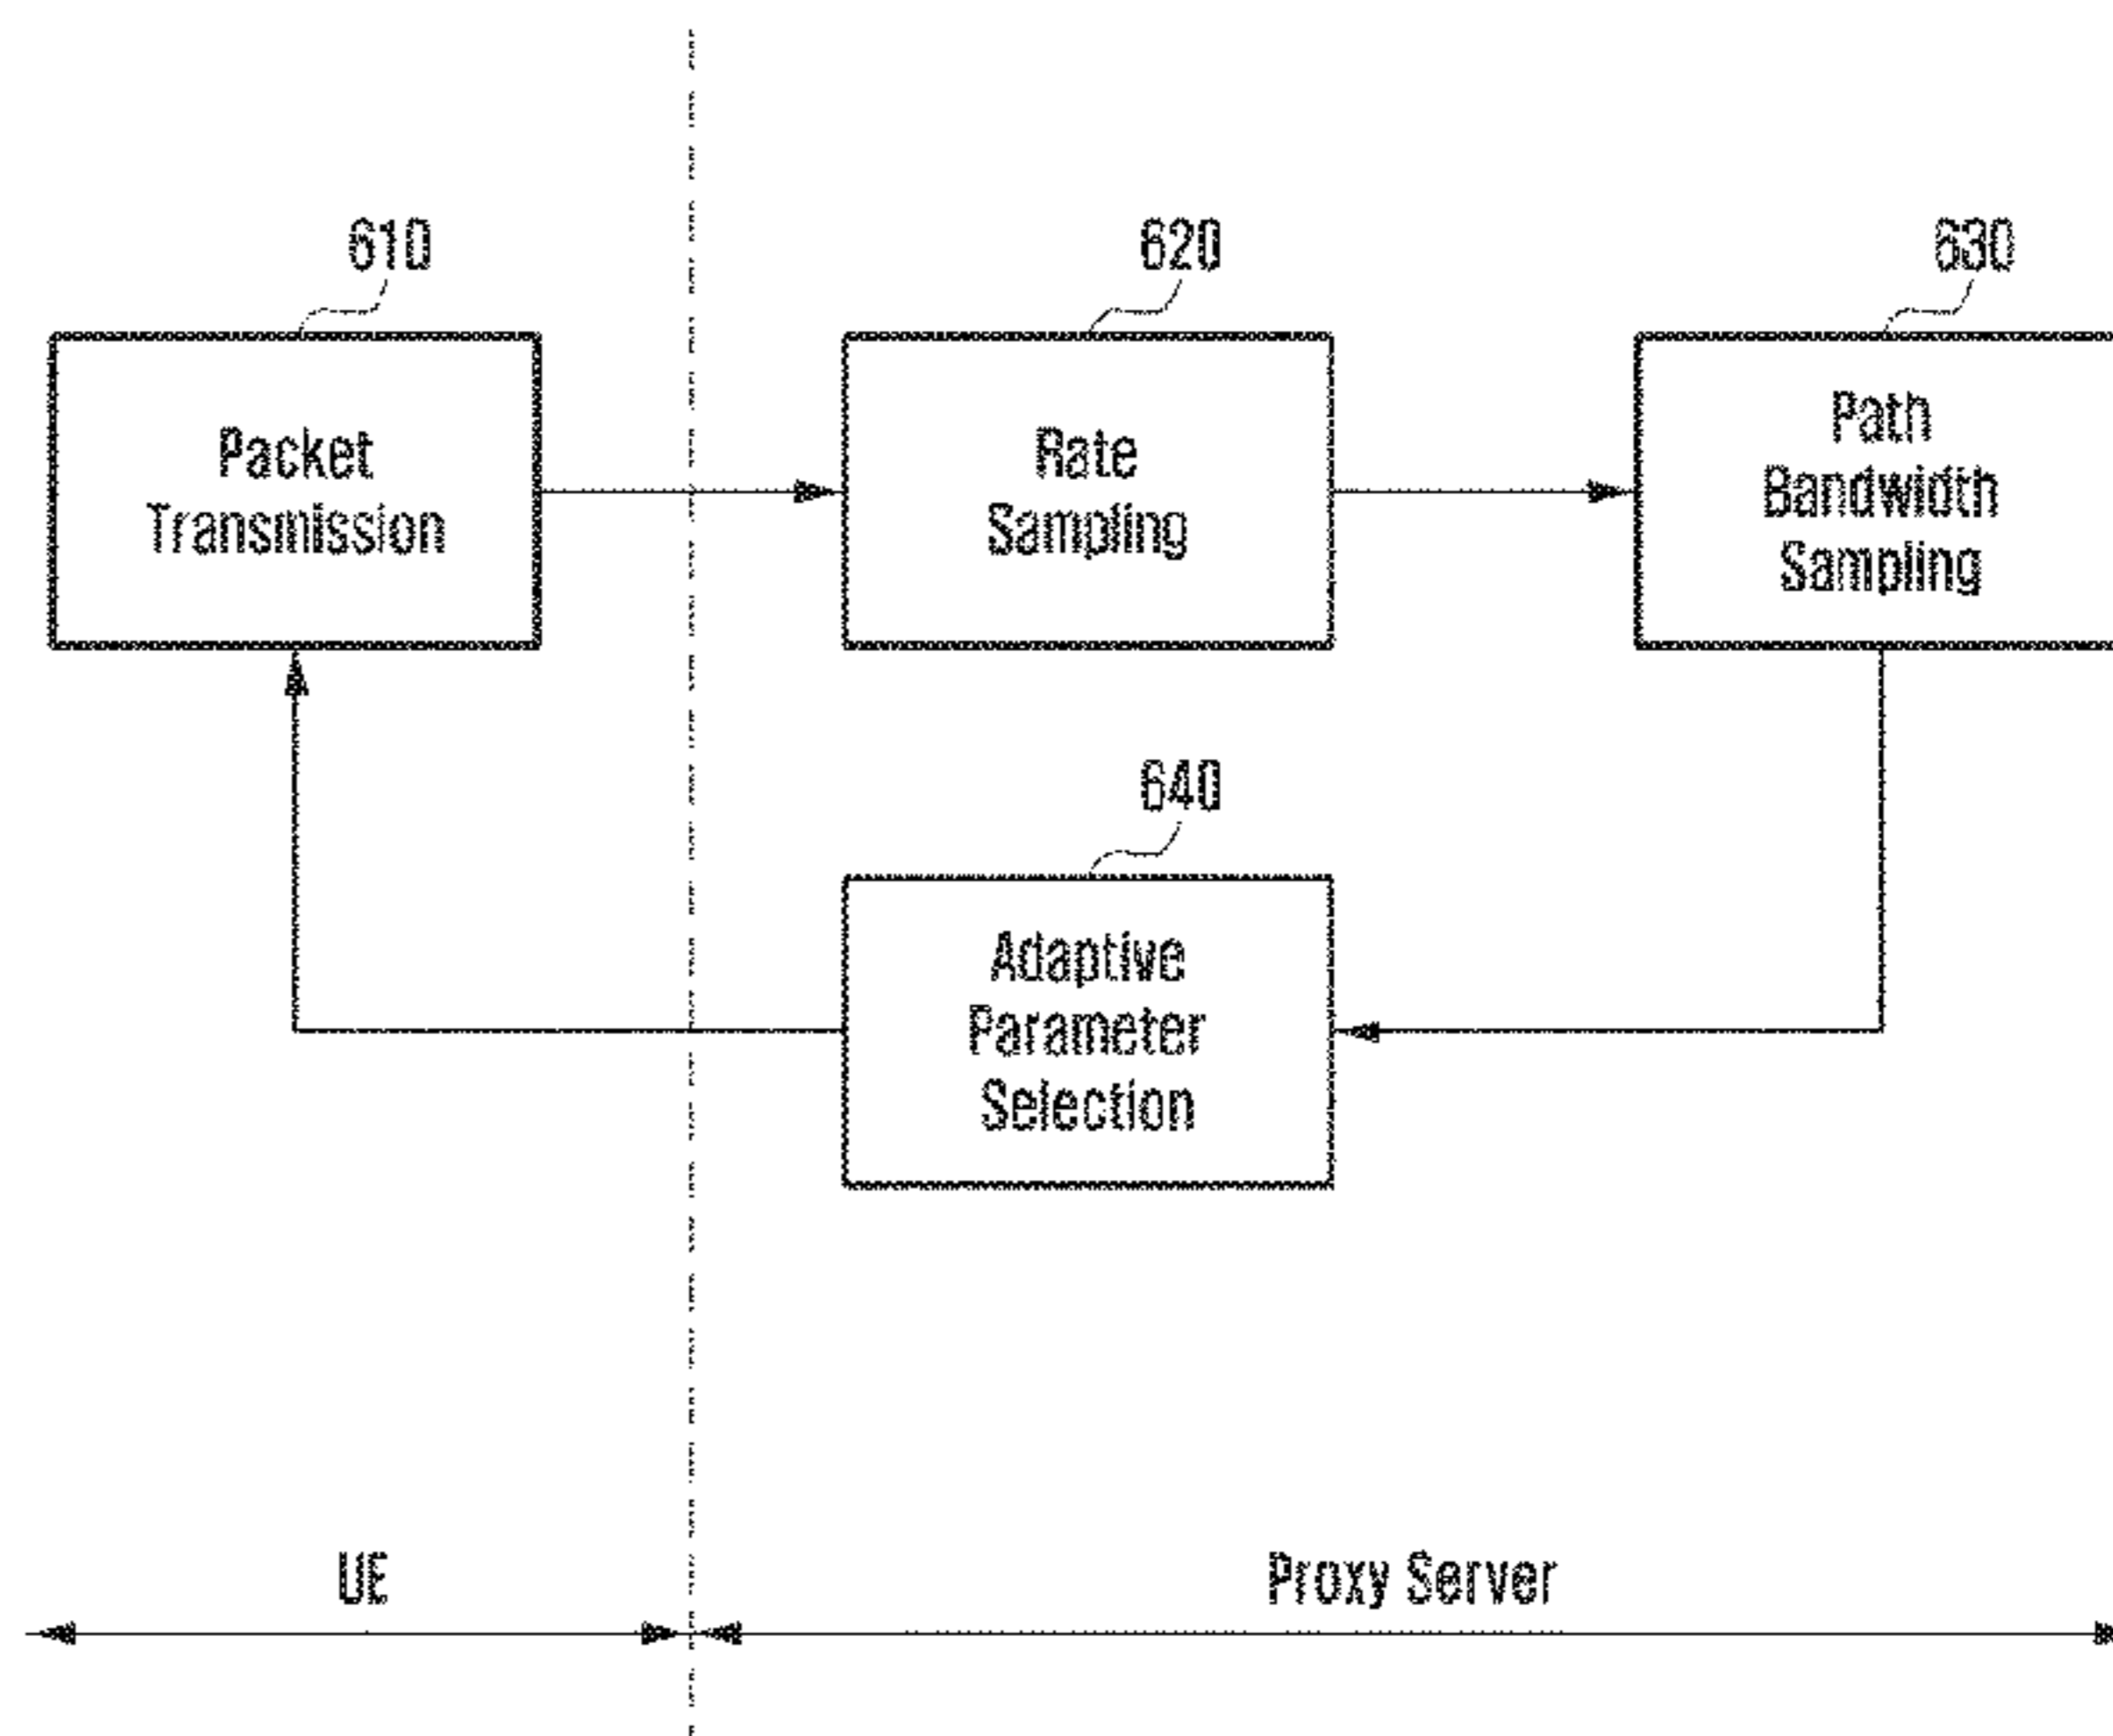 610
620
630
Packet
Transmission
Rate
Sampling
Path
Bandwidth
Sampling
640
Adaptive
Parameter
Selection
UE
Proxy Server